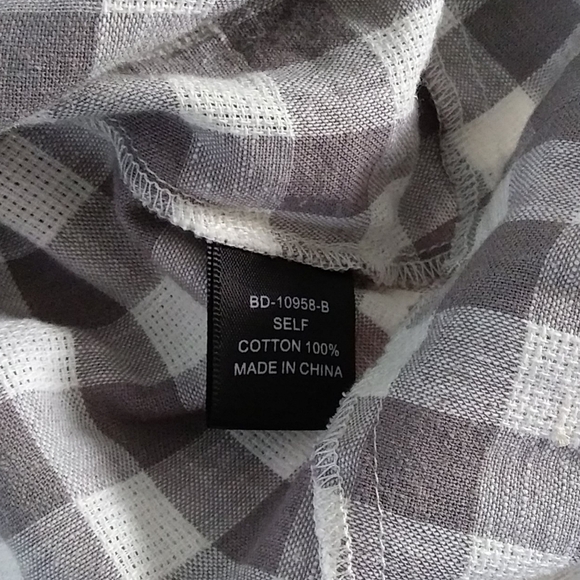 BD-10958-B
SELF
COTTON 100%
MADE IN CHINA